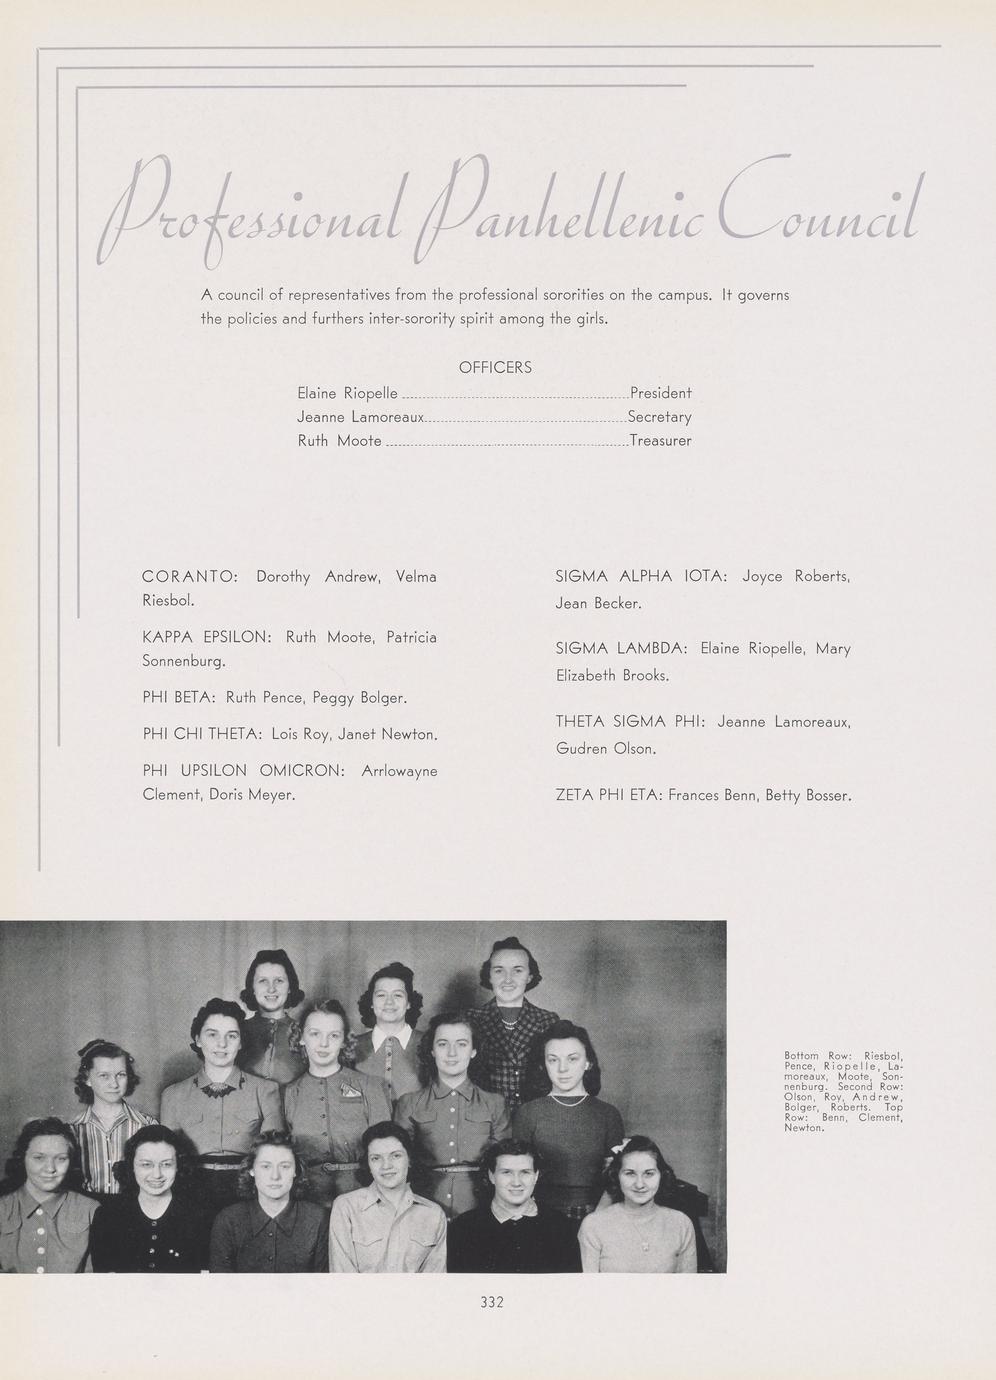 Professional Panhellenic Council
A council of representatives from the professional sororities on the campus. It governs
the policies and furthers inter-sorority spirit among the girls.
OFFICERS
Elaine Riopelle ........ President
Jeanne Lamoreaux ........ Secretary
Ruth Moote ........ Treasurer
CORANTO: Dorothy Andrew, Velma
Riesbol.
KAPPA EPSILON: Ruth Moote, Patricia
Sonnenburg.
PHI BETA: Ruth Pence, Peggy Bolger.
PHI CHI THETA: Lois Roy, Janet Newton.
PHI UPSILON OMICRON: Arrlowayne
Clement, Doris Meyer.
SIGMA ALPHA IOTA: Joyce Roberts,
Jean Becker.
SIGMA LAMBDA: Elaine Riopelle, Mary
Elizabeth Brooks.
THETA SIGMA PHI: Jeanne Lamoreaux,
Gudren Olson.
ZETA PHI ETA: Frances Benn, Betty Bosser.
Bottom Row: Riesbol,
Pence, Riopelle, La-
moreaux, Moote, Son-
nenburg. Second Row:
Olson, Roy, Andrew,
Bolger, Roberts. Top
Row: Benn, Clement,
Newton.
332